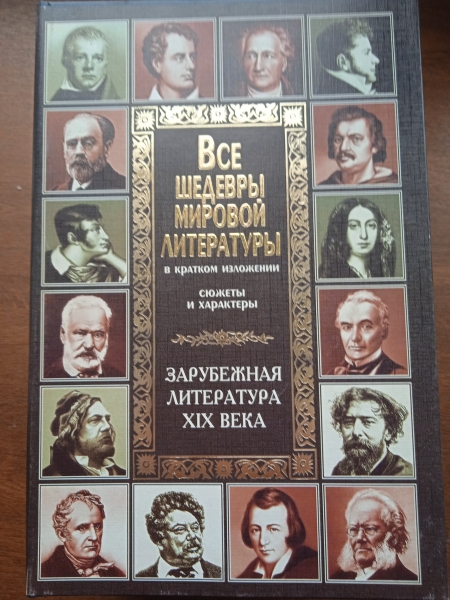 Все
шедевры
мировой
литературы
в кратком изложении
сюжеты
и характеры
ЗАРУБЕЖНАЯ
ЛИТЕРАТУРА
XIX ВЕКА